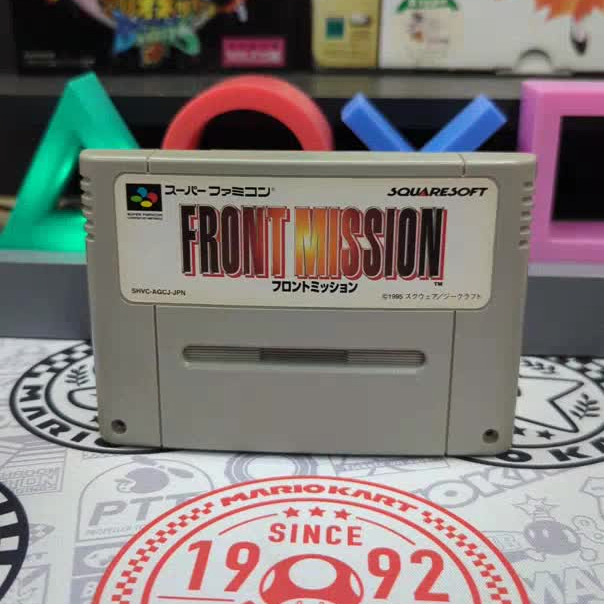 スーパーファミコン®
SQUARESOFT
FRONT MISSION™
フロントミッション
SHVC-AGCJ-JPN
©1995 スクウェア/ジークラフト
MARIO KART
SINCE
1992
PTT